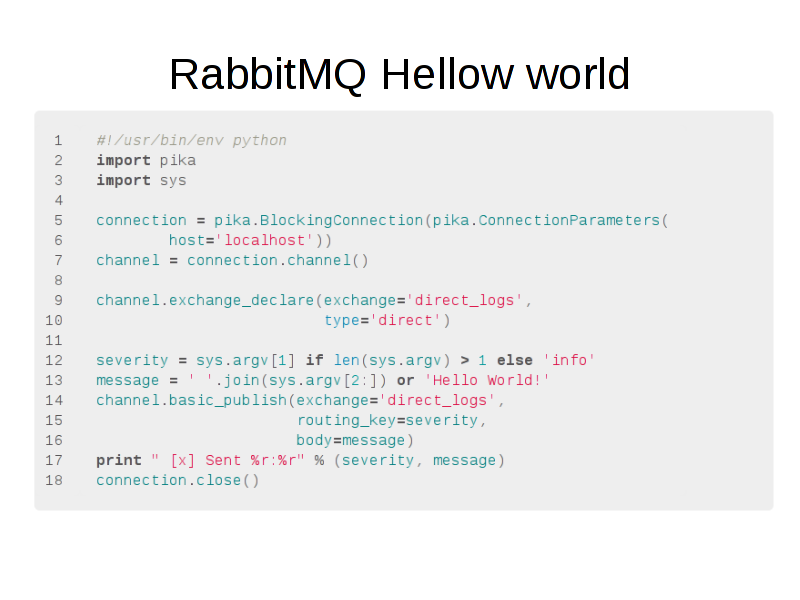 RabbitMQ Hellow world
1 #!/usr/bin/env python
2 import pika
3 import sys
4
5 connection = pika.BlockingConnection(pika.ConnectionParameters(
6         host='localhost'))
7 channel = connection.channel()
8
9 channel.exchange_declare(exchange='direct_logs',
10                          type='direct')
11
12 severity = sys.argv[1] if len(sys.argv) > 1 else 'info'
13 message = ' '.join(sys.argv[2:]) or 'Hello World!'
14 channel.basic_publish(exchange='direct_logs',
15                       routing_key=severity,
16                       body=message)
17 print " [x] Sent %r:%r" % (severity, message)
18 connection.close()